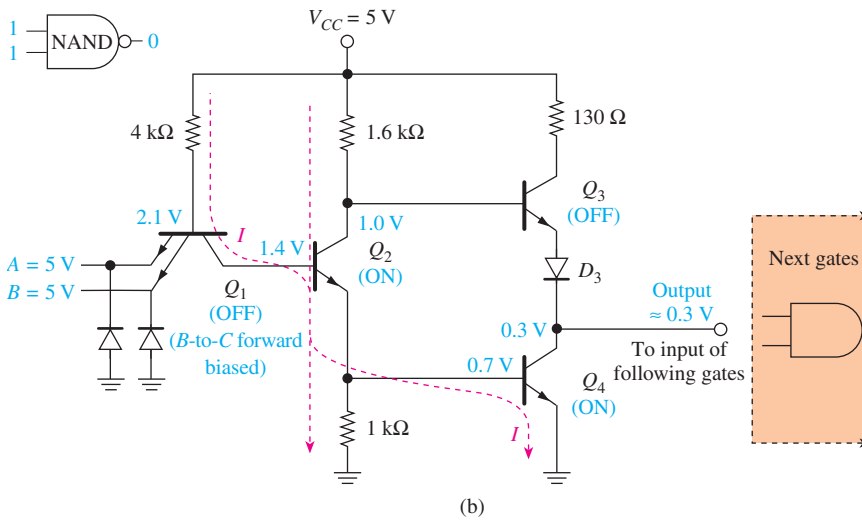 V_CC = 5 V
1
1
NAND
0
4 kΩ
1.6 kΩ
130 Ω
2.1 V
I
1.4 V
1.0 V
Q_2
(ON)
Q_3
(OFF)
A = 5 V
B = 5 V
Q_1
(OFF)
(B-to-C forward
biased)
D_3
0.3 V
Output
≈ 0.3 V
To input of
following gates
Next gates
0.7 V
Q_4
(ON)
1 kΩ
I
(b)